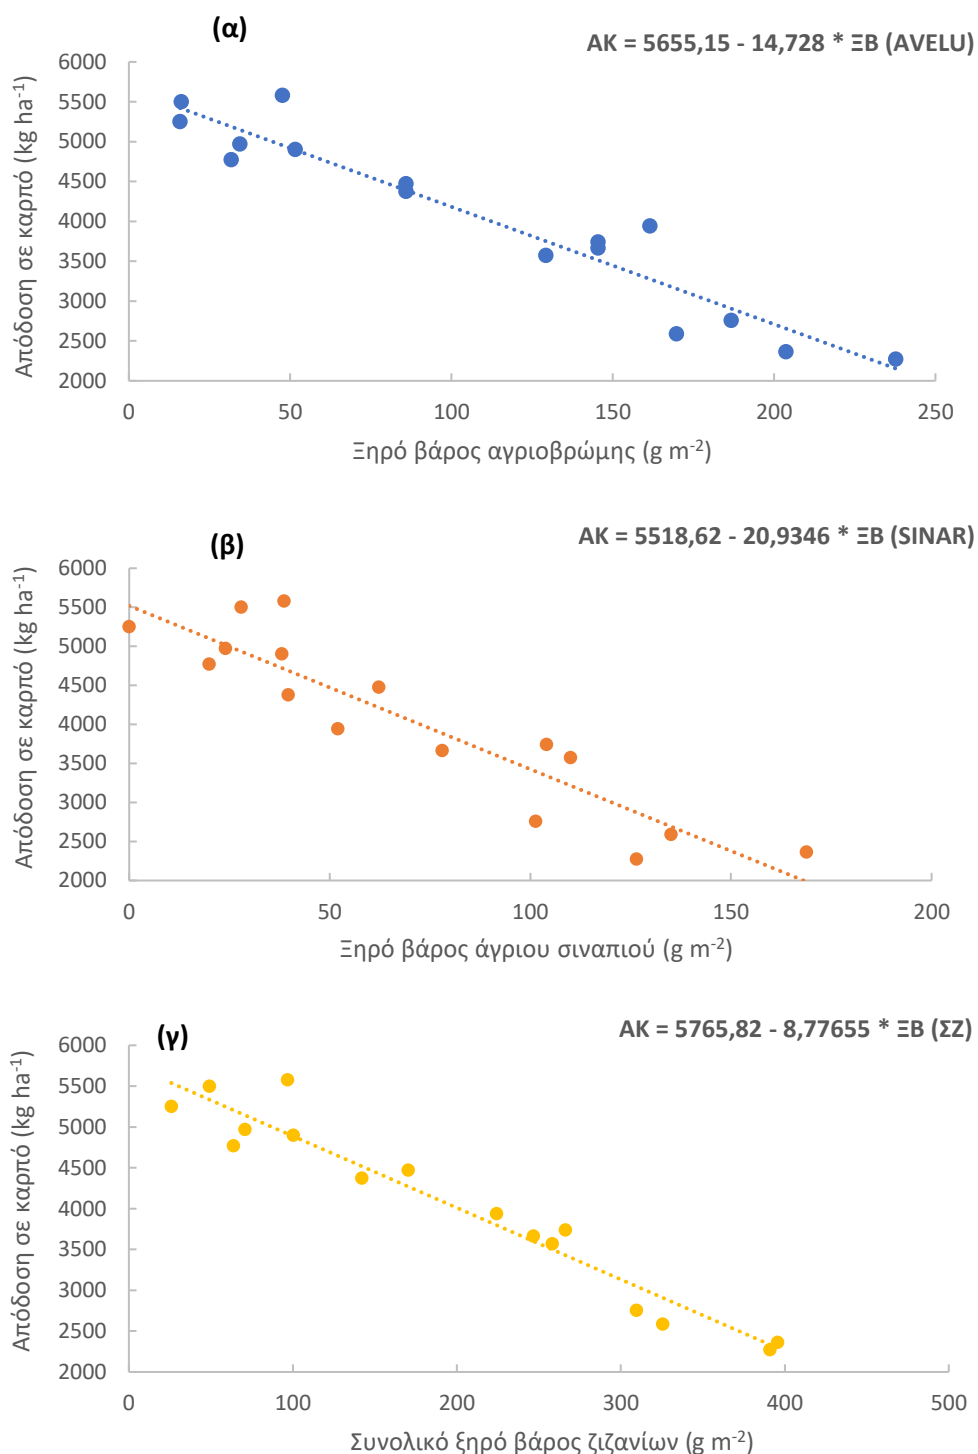 (α)
ΑΚ = 5655,15 - 14,728 * ΞΒ (AVELU)
Απόδοση σε καρπό (kg ha-1)
6000
5500
5000
4500
4000
3500
3000
2500
2000
0 50 100 150 200 250
Ξηρό βάρος αγριοβρώμης (g m-2)
(β)
ΑΚ = 5518,62 - 20,9346 * ΞΒ (SINAR)
Απόδοση σε καρπό (kg ha-1)
6000
5500
5000
4500
4000
3500
3000
2500
2000
0 50 100 150 200
Ξηρό βάρος άγριου σιναπιού (g m-2)
(γ)
ΑΚ = 5765,82 - 8,77655 * ΞΒ (ΣΖ)
Απόδοση σε καρπό (kg ha-1)
6000
5500
5000
4500
4000
3500
3000
2500
2000
0 100 200 300 400 500
Συνολικό ξηρό βάρος ζιζανίων (g m-2)